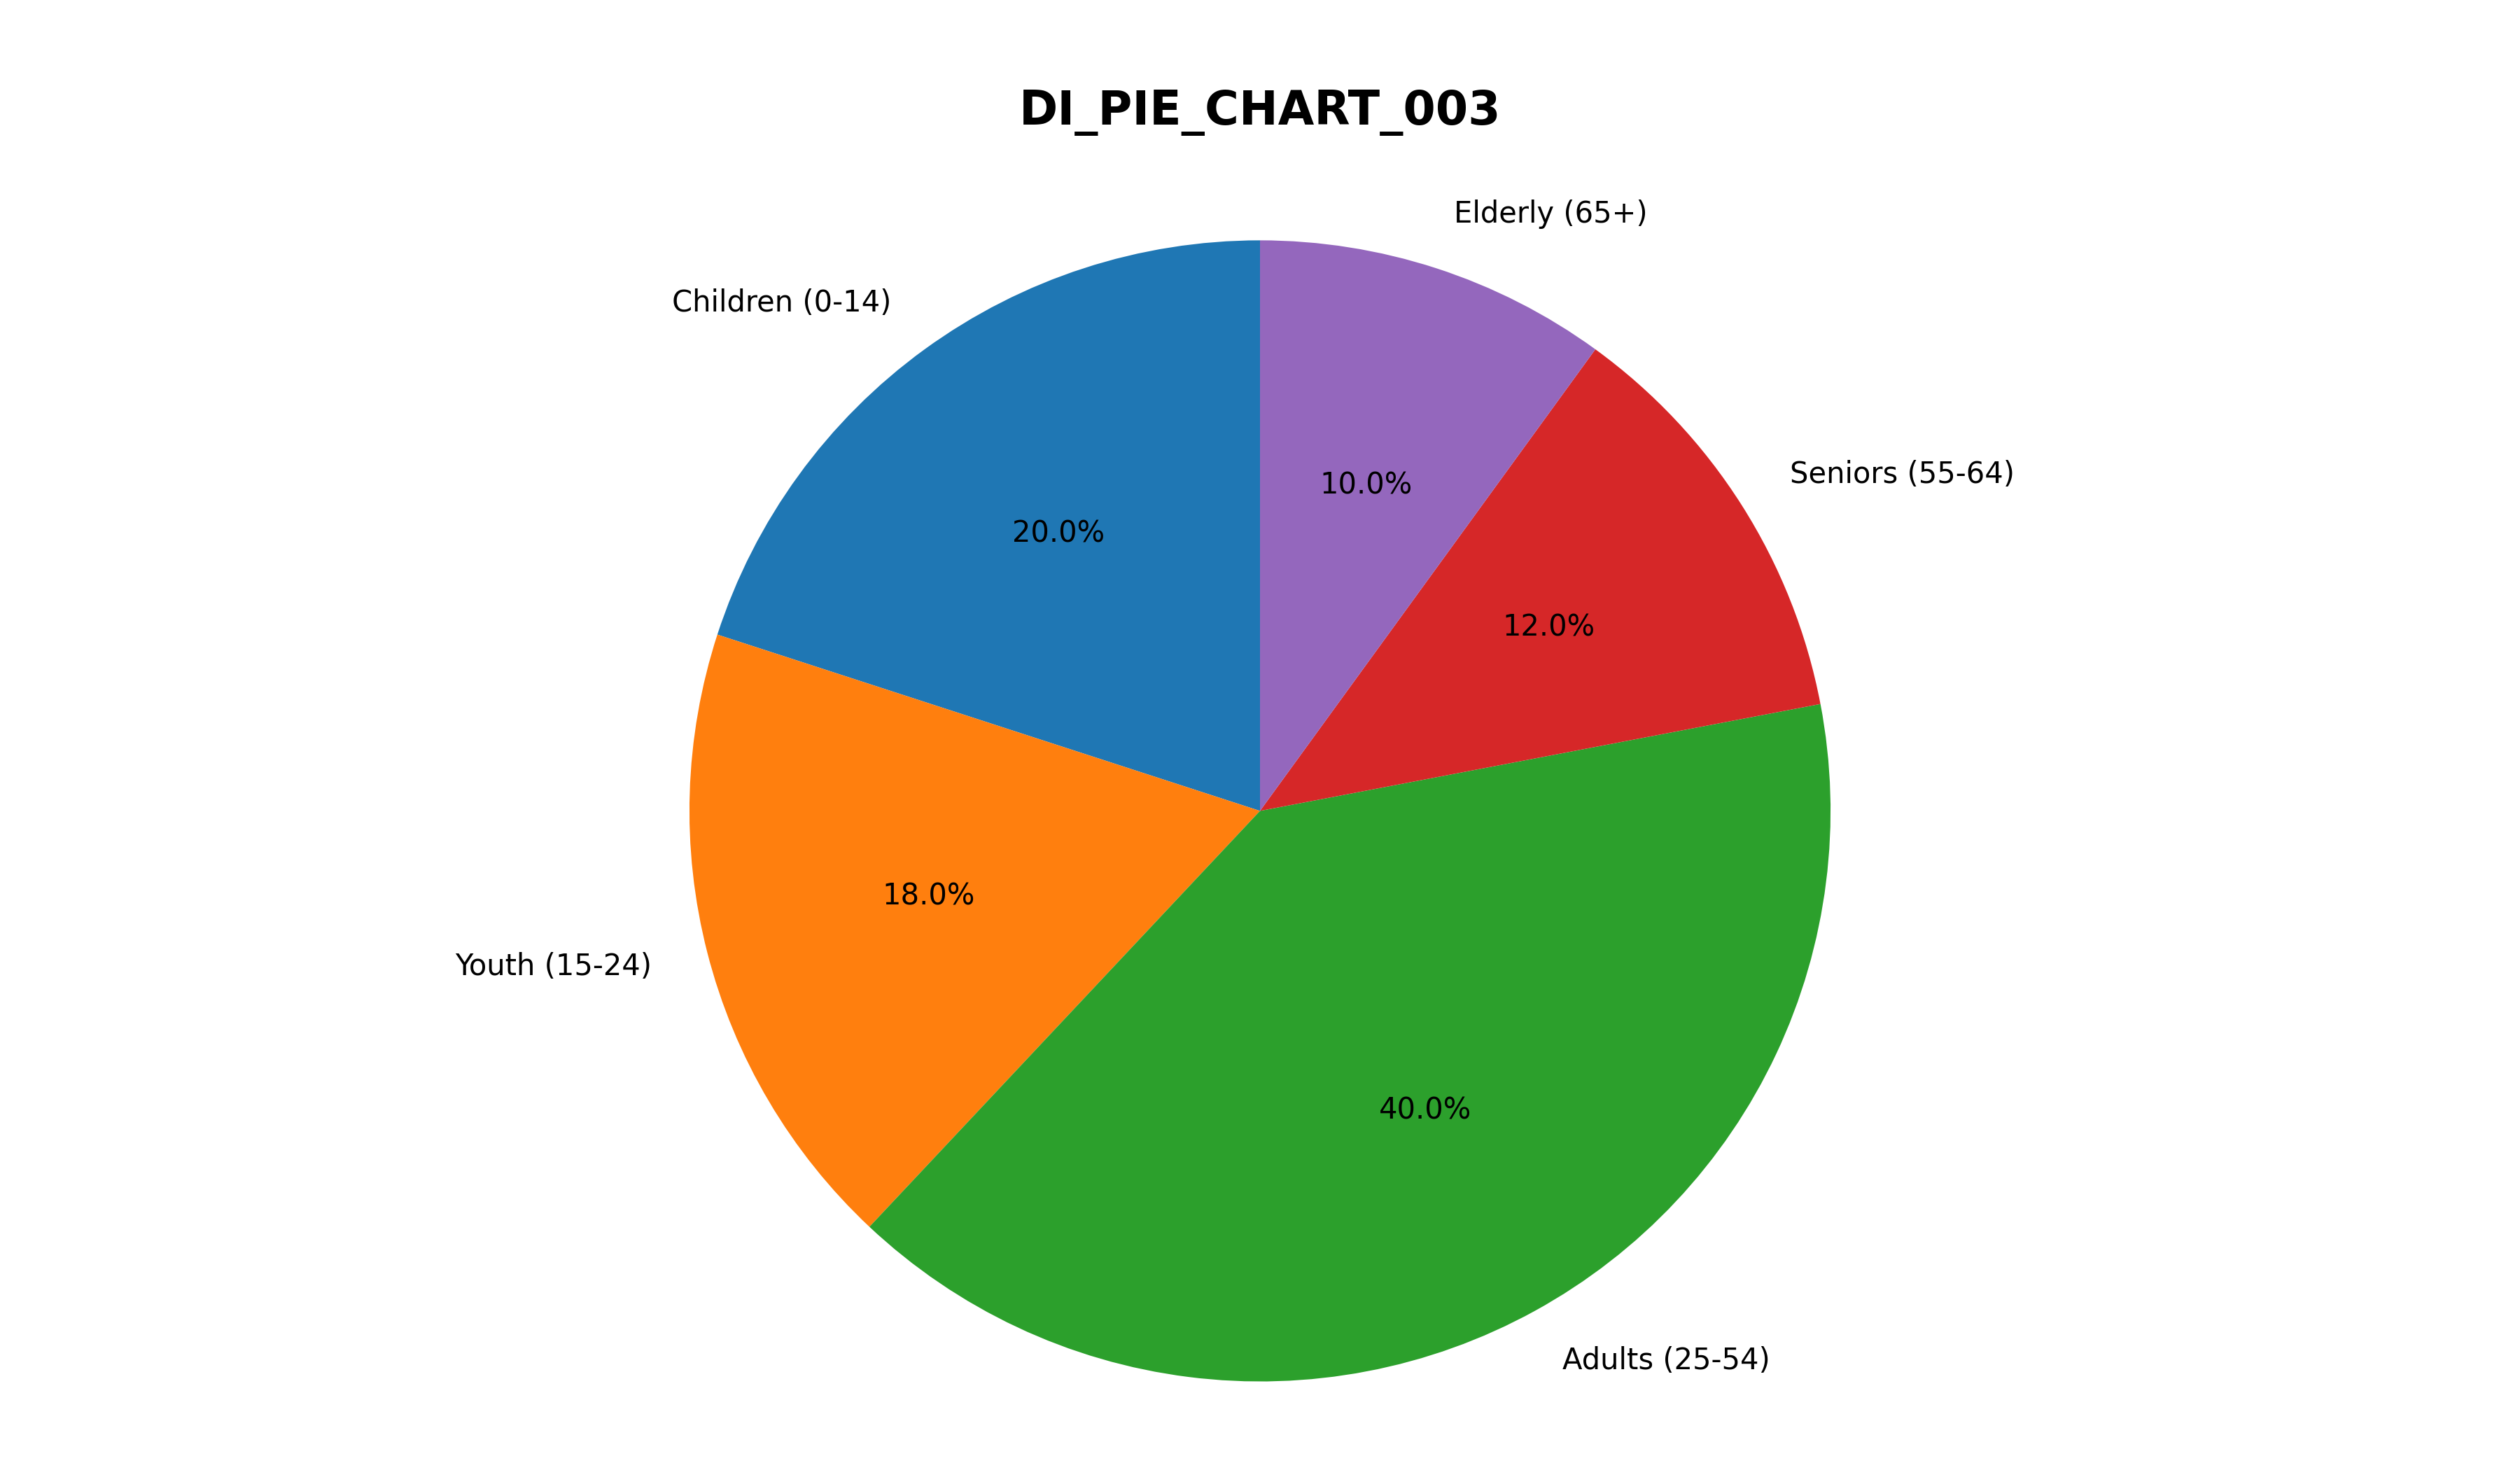 DI_PIE_CHART_003
Elderly (65+)
Children (0-14)
Seniors (55-64)
10.0%
20.0%
12.0%
18.0%
Youth (15-24)
40.0%
Adults (25-54)